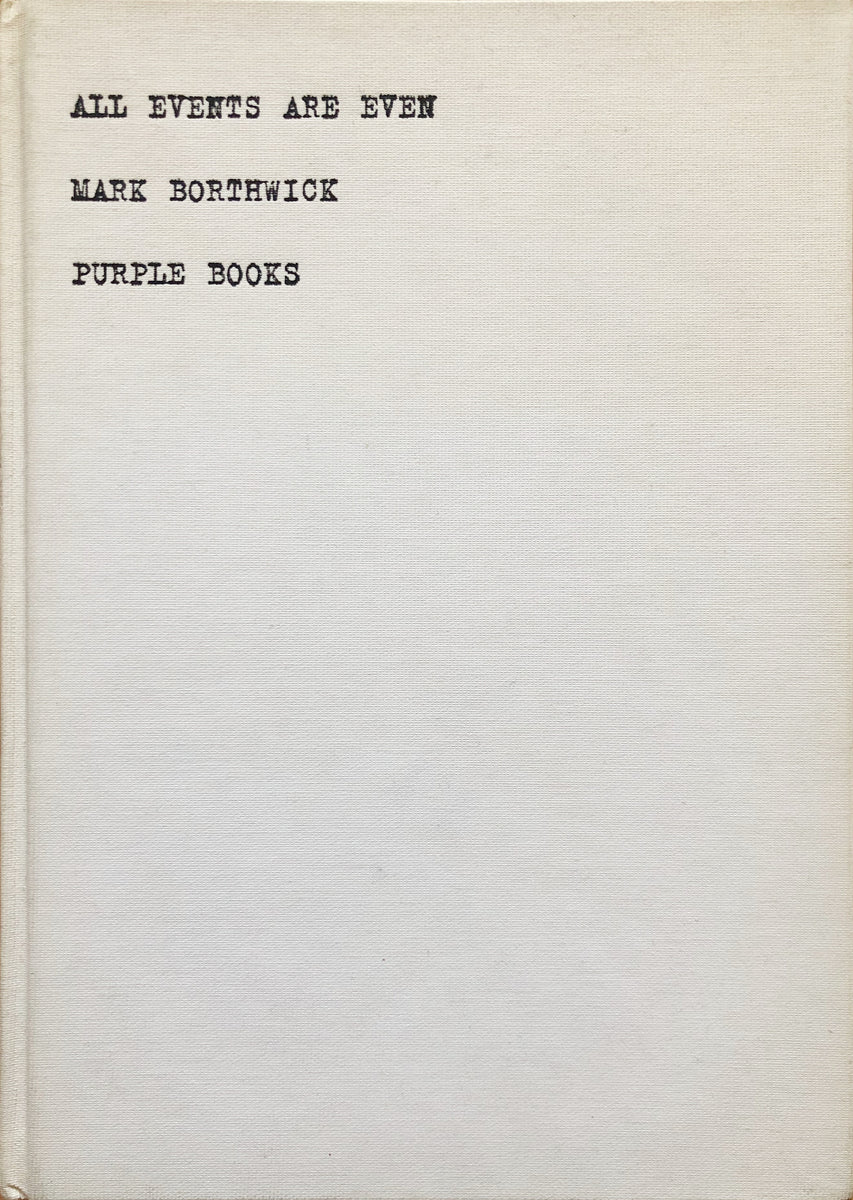 ALL EVENTS ARE EVEN
MARK BORTHWICK
PURPLE BOOKS